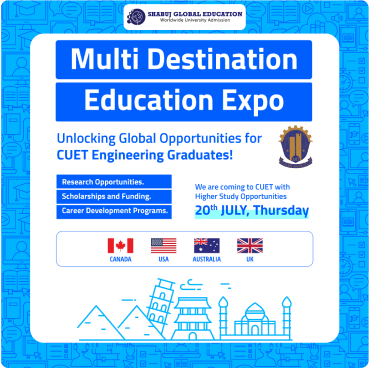 SHABUJ GLOBAL EDUCATION
Worldwide University Admission
Multi Destination
Education Expo
Unlocking Global Opportunities for
CUET Engineering Graduates!
Research Opportunities.
Scholarships and Funding.
Career Development Programs.
We are coming to CUET with
Higher Study Opportunities
20th JULY, Thursday
CANADA
USA
AUSTRALIA
UK